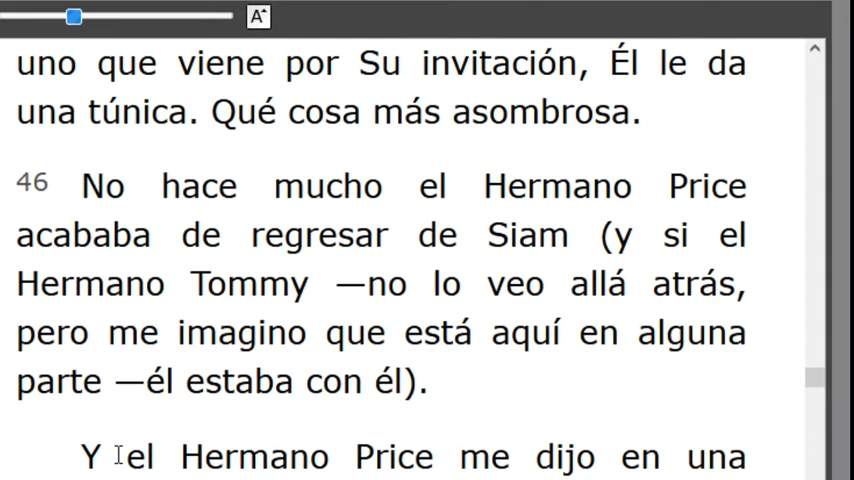 A
uno que viene por Su invitación, Él le da
una túnica. Qué cosa más asombrosa.
46 No hace mucho el Hermano Price
acababa de regresar de Siam (y si el
Hermano Tommy —no lo veo allá atrás,
pero me imagino que está aquí en alguna
parte —él estaba con él).
Y el Hermano Price me dijo en una